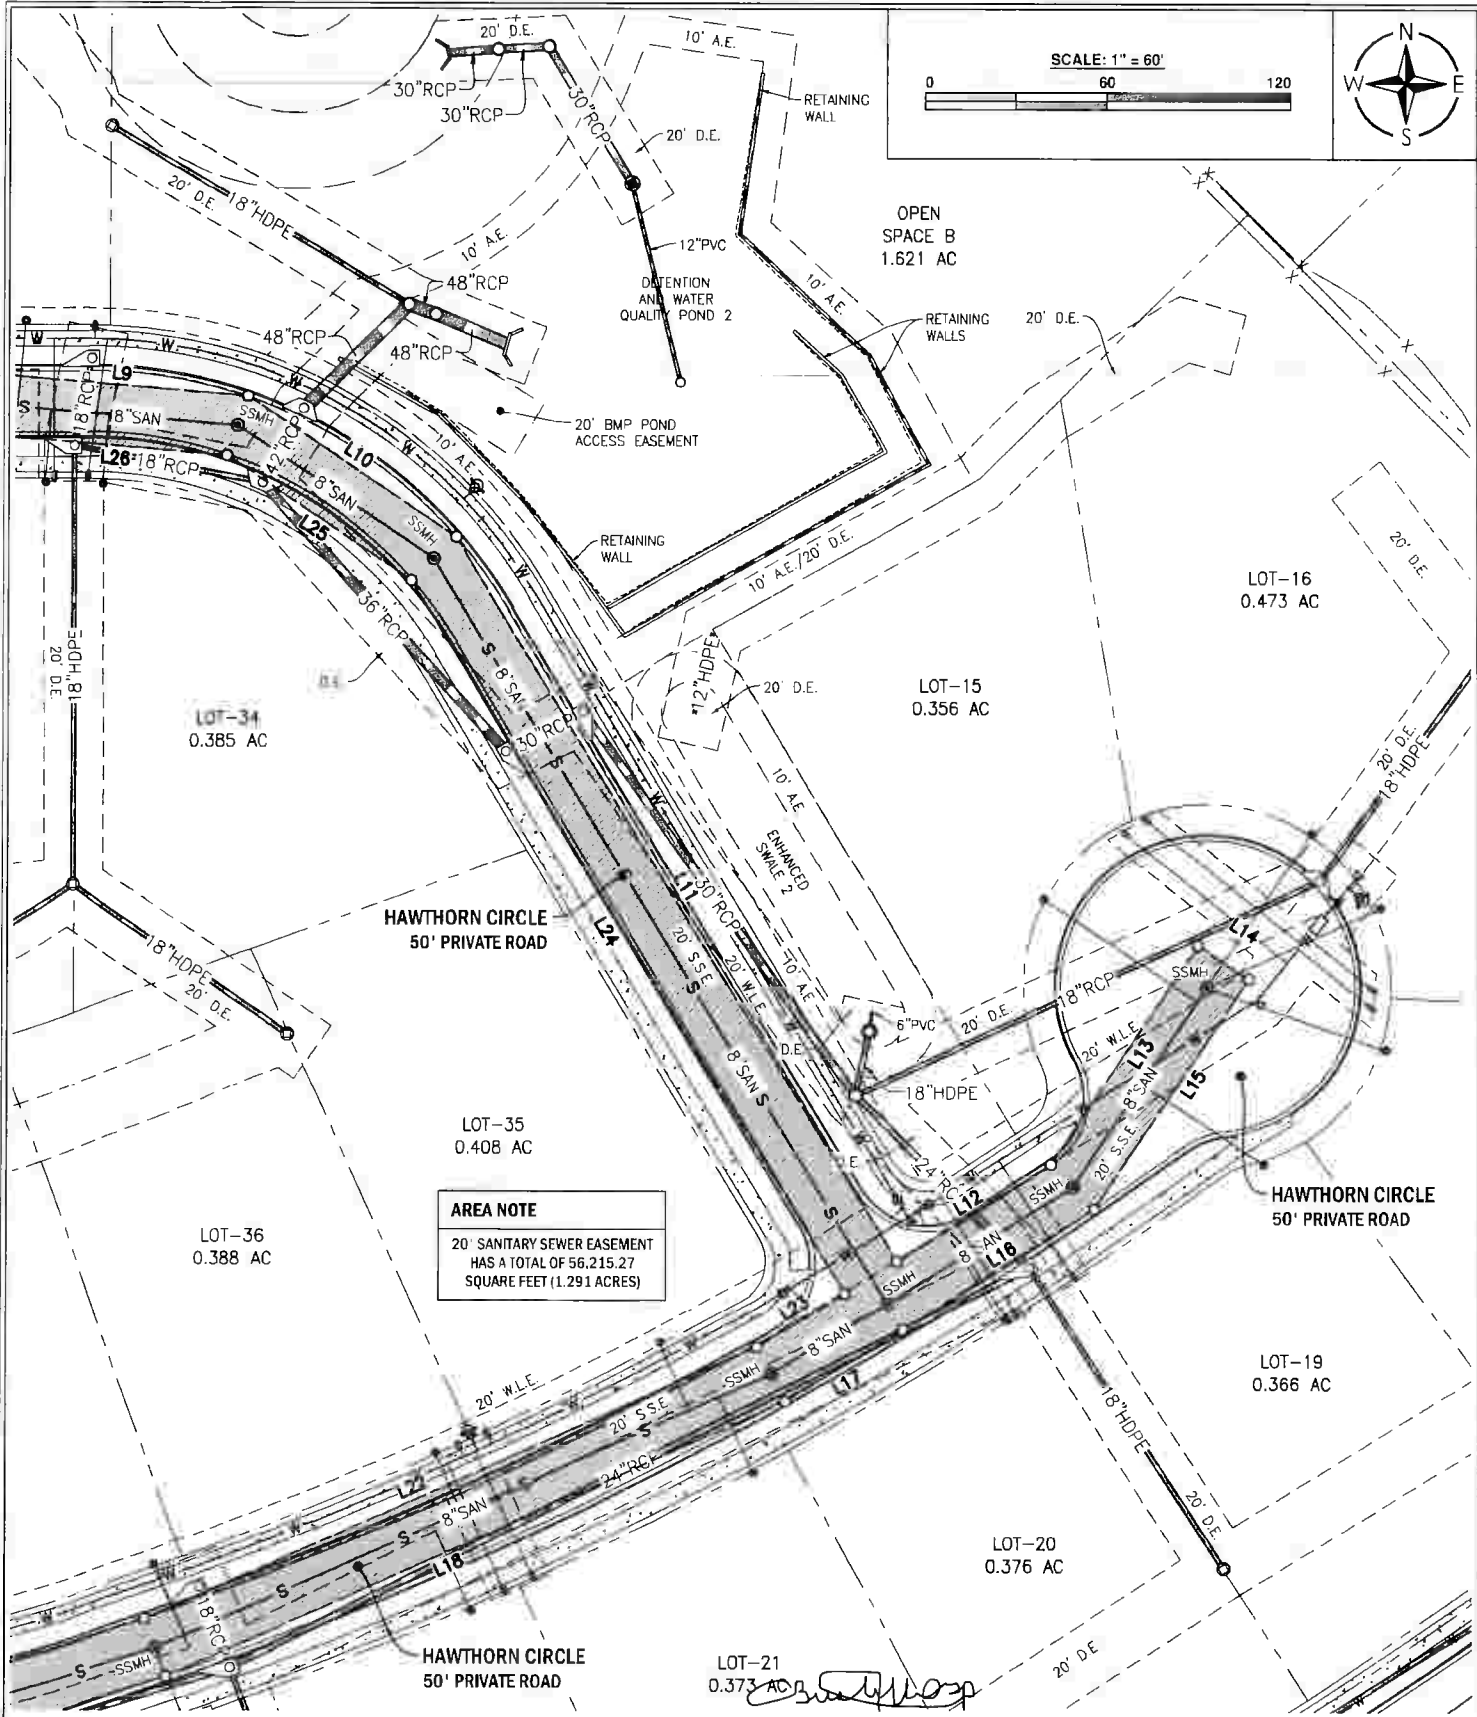 20' D.E.
10' A.E.
SCALE: 1" = 60'
0 60 120
N
W E
S
30"RCP
30"RCP
30"RCP
RETAINING
WALL
20' D.E.
20' D.E.
18"HDPE
10' A.E.
12"PVC
OPEN
SPACE B
1.621 AC
48"RCP
DETENTION
AND WATER
QUALITY POND 2
10' A.E.
48"RCP
48"RCP
RETAINING
WALLS
20' D.E.
W
W
W
L9
18"RCP
S
18"SAN
SSMH
42"RCP
L10
W
20' BMP POND
ACCESS EASEMENT
10' A.E.
L26
18"RCP
8"SAN
L25
SSMH
RETAINING
WALL
10' A.E./20' D.E.
20' D.E.
LOT-16
0.473 AC
W
36"RCP
18"HDPE
20' D.E.
S
8"SAN
12"HDPE
20' D.E.
LOT-15
0.356 AC
LOT-34
0.385 AC
30"RCP
S
W
20' D.E.
18"HDPE
10' A.E.
ENHANCED
SWALE 2
L11
30"RCP
HAWTHORN CIRCLE
50' PRIVATE ROAD
L24
L14
18"HDPE
20' D.E.
20' S.S.E.
20' W.L.E.
S
10' A.E.
SSMH
18"RCP
20' D.E.
6"PVC
W
D.E.
20' W.L.E.
L13
8"SAN
L15
8"SAN
S
18"HDPE
LOT-35
0.408 AC
20' S.S.E.
24"RCP
L12
SSMH
HAWTHORN CIRCLE
50' PRIVATE ROAD
AREA NOTE
20' SANITARY SEWER EASEMENT
HAS A TOTAL OF 56,215.27
SQUARE FEET (1.291 ACRES)
LOT-36
0.388 AC
S
L16
SSMH
L23
8"SAN
LOT-19
0.366 AC
SSMH
L17
20' W.L.E.
20' S.S.E.
S
18"HDPE
24"RCP
L22
8"SAN
20' D.E.
S
L18
LOT-20
0.376 AC
S
18"RCP
S
SSMH
HAWTHORN CIRCLE
50' PRIVATE ROAD
LOT-21
0.373 AC
20' D.E.